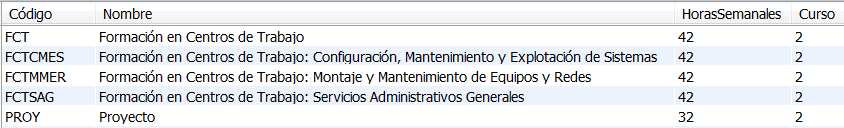 Código Nombre HorasSemanales Curso
FCT Formación en Centros de Trabajo 42 2
FCTCMES Formación en Centros de Trabajo: Configuración, Mantenimiento y Explotación de Sistemas 42 2
FCTMMER Formación en Centros de Trabajo: Montaje y Mantenimiento de Equipos y Redes 42 2
FCTSAG Formación en Centros de Trabajo: Servicios Administrativos Generales 42 2
PROY Proyecto 32 2